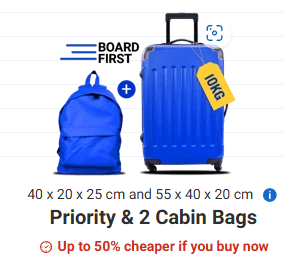 BOARD
FIRST
+
10KG
40 x 20 x 25 cm and 55 x 40 x 20 cm i
Priority & 2 Cabin Bags
Up to 50% cheaper if you buy now